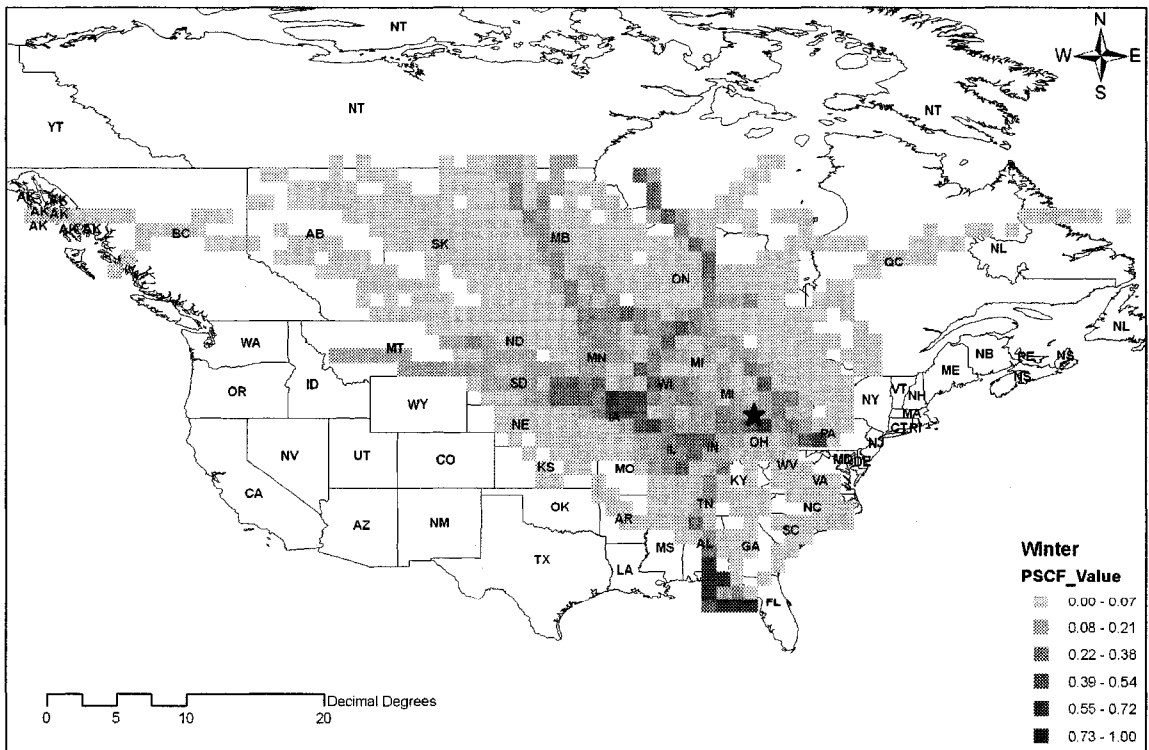 NT
N
W E
S
NT
NT
YT
AK AK
AK AK
AK AK AK
BC
AB
SK
MB
ON
QC
NL
NL
WA
MT
ND
MN
MI
ME
NB
PE
NS
NS
OR
ID
WY
SD
WI
MI
NY
VT
NH
MA
CT RI
NE
IA
OH
PA
NJ
NV
UT
CO
KS
MO
IL
IN
WV
MD
DE
VA
KY
CA
AZ
NM
OK
AR
TN
NC
SC
TX
LA
MS
AL
GA
FL
Winter
PSCF_Value
0.00 - 0.07
0.08 - 0.21
0.22 - 0.38
0.39 - 0.54
0.55 - 0.72
0.73 - 1.00
Decimal Degrees
0 5 10 20